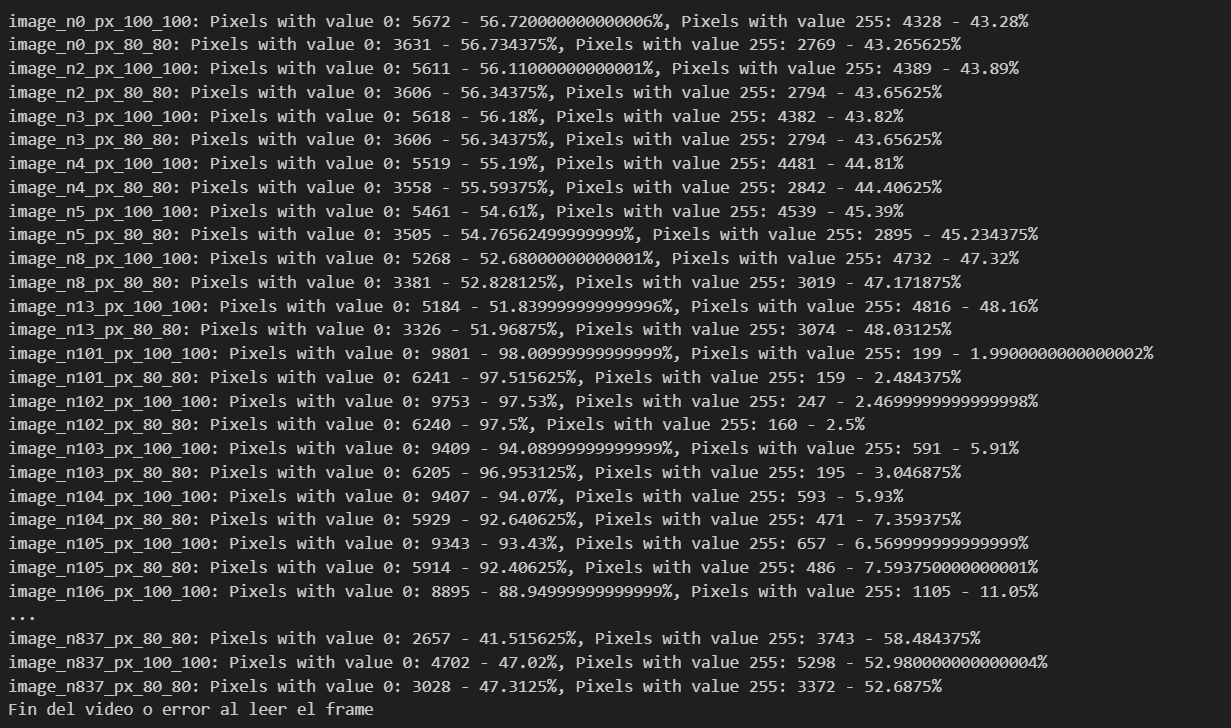 image_n0_px_100_100: Pixels with value 0: 5672 - 56.720000000000006%, Pixels with value 255: 4328 - 43.28%
image_n0_px_80_80: Pixels with value 0: 3631 - 56.734375%, Pixels with value 255: 2769 - 43.265625%
image_n2_px_100_100: Pixels with value 0: 5611 - 56.11000000000001%, Pixels with value 255: 4389 - 43.89%
image_n2_px_80_80: Pixels with value 0: 3606 - 56.34375%, Pixels with value 255: 2794 - 43.65625%
image_n3_px_100_100: Pixels with value 0: 5618 - 56.18%, Pixels with value 255: 4382 - 43.82%
image_n3_px_80_80: Pixels with value 0: 3606 - 56.34375%, Pixels with value 255: 2794 - 43.65625%
image_n4_px_100_100: Pixels with value 0: 5519 - 55.19%, Pixels with value 255: 4481 - 44.81%
image_n4_px_80_80: Pixels with value 0: 3558 - 55.59375%, Pixels with value 255: 2842 - 44.40625%
image_n5_px_100_100: Pixels with value 0: 5461 - 54.61%, Pixels with value 255: 4539 - 45.39%
image_n5_px_80_80: Pixels with value 0: 3505 - 54.76562499999999%, Pixels with value 255: 2895 - 45.234375%
image_n8_px_100_100: Pixels with value 0: 5268 - 52.68000000000001%, Pixels with value 255: 4732 - 47.32%
image_n8_px_80_80: Pixels with value 0: 3381 - 52.828125%, Pixels with value 255: 3019 - 47.171875%
image_n13_px_100_100: Pixels with value 0: 5184 - 51.839999999999996%, Pixels with value 255: 4816 - 48.16%
image_n13_px_80_80: Pixels with value 0: 3326 - 51.96875%, Pixels with value 255: 3074 - 48.03125%
image_n101_px_100_100: Pixels with value 0: 9801 - 98.00999999999999%, Pixels with value 255: 199 - 1.9900000000000002%
image_n101_px_80_80: Pixels with value 0: 6241 - 97.515625%, Pixels with value 255: 159 - 2.484375%
image_n102_px_100_100: Pixels with value 0: 9753 - 97.53%, Pixels with value 255: 247 - 2.4699999999999998%
image_n102_px_80_80: Pixels with value 0: 6240 - 97.5%, Pixels with value 255: 160 - 2.5%
image_n103_px_100_100: Pixels with value 0: 9409 - 94.08999999999999%, Pixels with value 255: 591 - 5.91%
image_n103_px_80_80: Pixels with value 0: 6205 - 96.953125%, Pixels with value 255: 195 - 3.046875%
image_n104_px_100_100: Pixels with value 0: 9407 - 94.07%, Pixels with value 255: 593 - 5.93%
image_n104_px_80_80: Pixels with value 0: 5929 - 92.640625%, Pixels with value 255: 471 - 7.359375%
image_n105_px_100_100: Pixels with value 0: 9343 - 93.43%, Pixels with value 255: 657 - 6.569999999999999%
image_n105_px_80_80: Pixels with value 0: 5914 - 92.40625%, Pixels with value 255: 486 - 7.593750000000001%
image_n106_px_100_100: Pixels with value 0: 8895 - 88.94999999999999%, Pixels with value 255: 1105 - 11.05%
...
image_n837_px_80_80: Pixels with value 0: 2657 - 41.515625%, Pixels with value 255: 3743 - 58.484375%
image_n837_px_100_100: Pixels with value 0: 4702 - 47.02%, Pixels with value 255: 5298 - 52.980000000000004%
image_n837_px_80_80: Pixels with value 0: 3028 - 47.3125%, Pixels with value 255: 3372 - 52.6875%
Fin del video o error al leer el frame